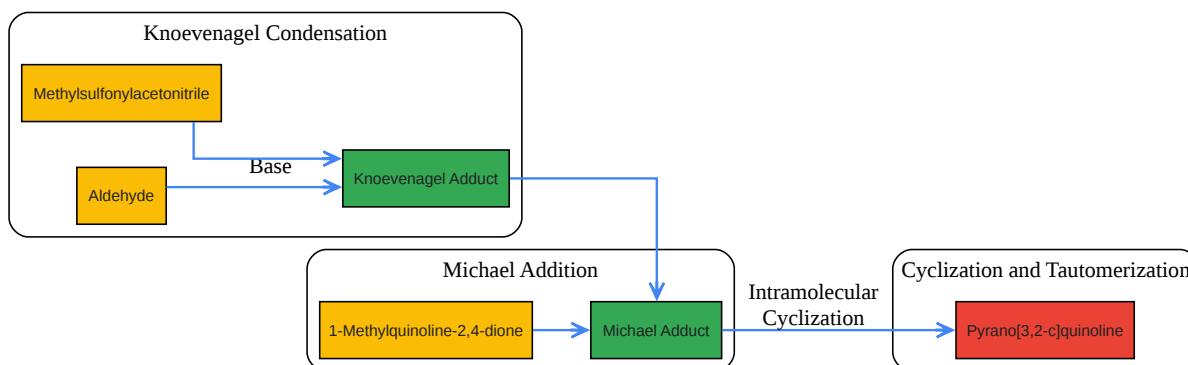 Knoevenagel Condensation
Methylsulfonylacetonitrile
Base
Aldehyde
Knoevenagel Adduct
Michael Addition
1-Methylquinoline-2,4-dione
Michael Adduct
Intramolecular
Cyclization
Cyclization and Tautomerization
Pyrano[3,2-c]quinoline